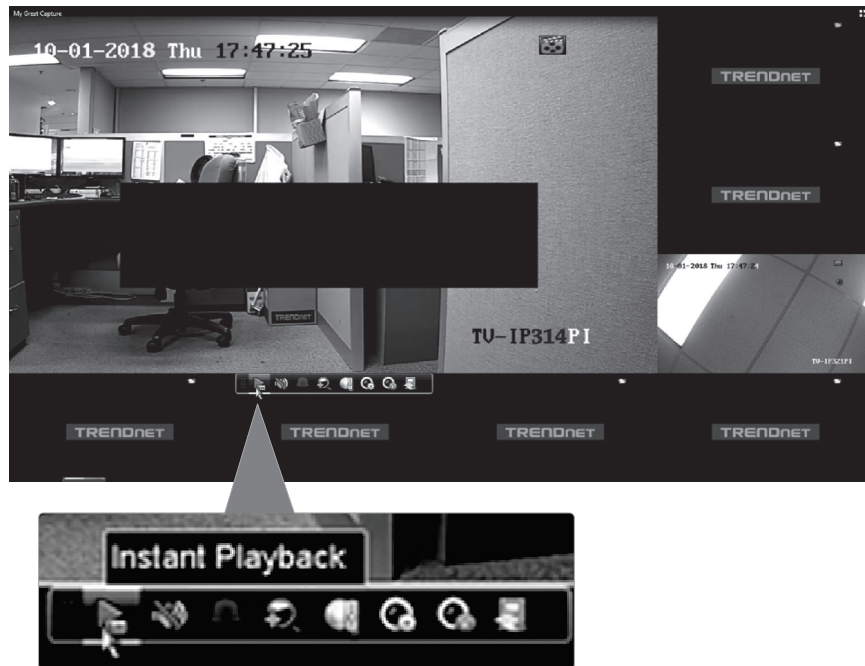 My Great Capture
10-01-2018 Thu 17:47:25
TRENDNET
TRENDNET
TRENDNET
10-01-2018 Thu 17:47:24
TV-IP314PI
TV-IP321PI
TRENDNET
TRENDNET
TRENDNET
TRENDNET
Instant Playback